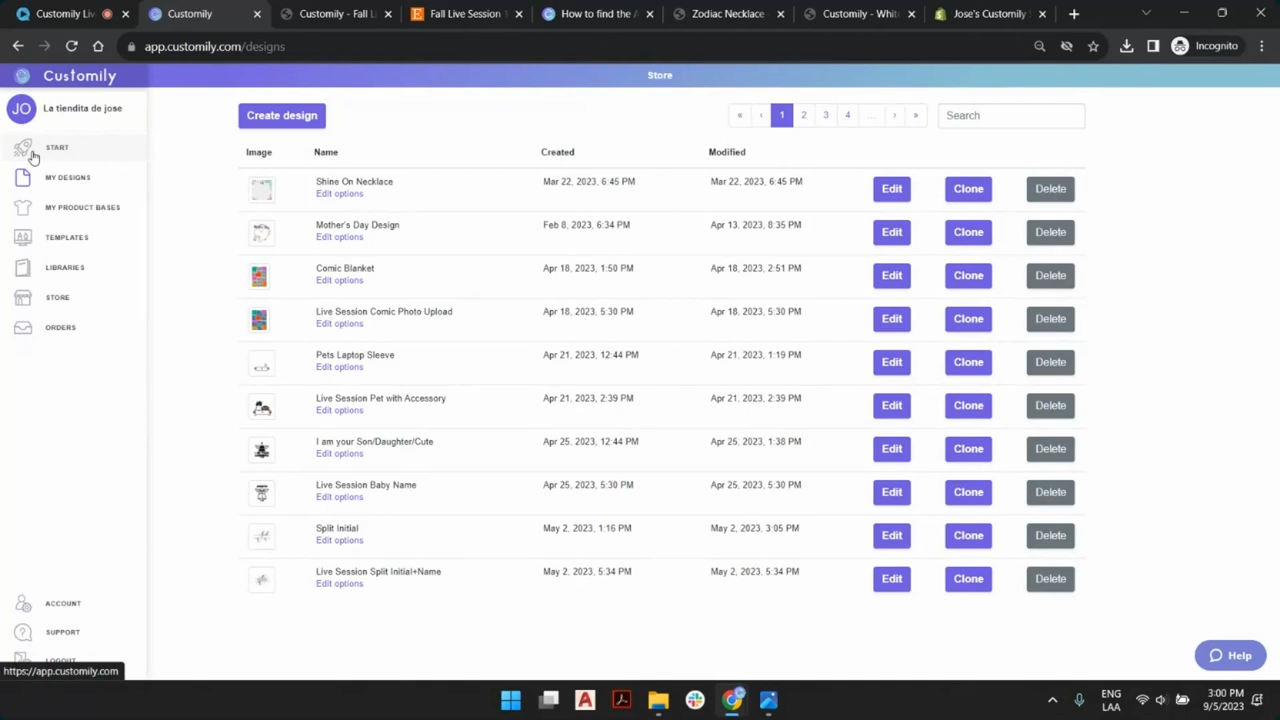 Customily Live
Customily
Customily - Fall L
Fall Live Session
How to find the A
Zodiac Necklace
Customily - White
Jose's Customily S
app.customily.com/designs
Incognito
Customily
Store
JO
La tiendita de jose
START
MY DESIGNS
MY PRODUCT BASES
TEMPLATES
LIBRARIES
STORE
ORDERS
ACCOUNT
SUPPORT
LOGOUT
https://app.customily.com
Create design
« ‹ 1 2 3 4 ... › »
Search
Image Name Created Modified
Shine On Necklace Mar 22, 2023, 6:45 PM Mar 22, 2023, 6:45 PM Edit Clone Delete
Edit options
Mother's Day Design Feb 8, 2023, 6:34 PM Apr 13, 2023, 8:35 PM Edit Clone Delete
Edit options
Comic Blanket Apr 18, 2023, 1:50 PM Apr 18, 2023, 2:51 PM Edit Clone Delete
Edit options
Live Session Comic Photo Upload Apr 18, 2023, 5:30 PM Apr 18, 2023, 5:30 PM Edit Clone Delete
Edit options
Pets Laptop Sleeve Apr 21, 2023, 12:44 PM Apr 21, 2023, 1:19 PM Edit Clone Delete
Edit options
Live Session Pet with Accessory Apr 21, 2023, 2:39 PM Apr 21, 2023, 2:39 PM Edit Clone Delete
Edit options
I am your Son/Daughter/Cute Apr 25, 2023, 12:44 PM Apr 25, 2023, 1:38 PM Edit Clone Delete
Edit options
Live Session Baby Name Apr 25, 2023, 5:30 PM Apr 25, 2023, 5:30 PM Edit Clone Delete
Edit options
Split Initial May 2, 2023, 1:16 PM May 2, 2023, 3:05 PM Edit Clone Delete
Edit options
Live Session Split Initial+Name May 2, 2023, 5:34 PM May 2, 2023, 5:34 PM Edit Clone Delete
Edit options
Help
ENG
LAA
3:00 PM
9/5/2023